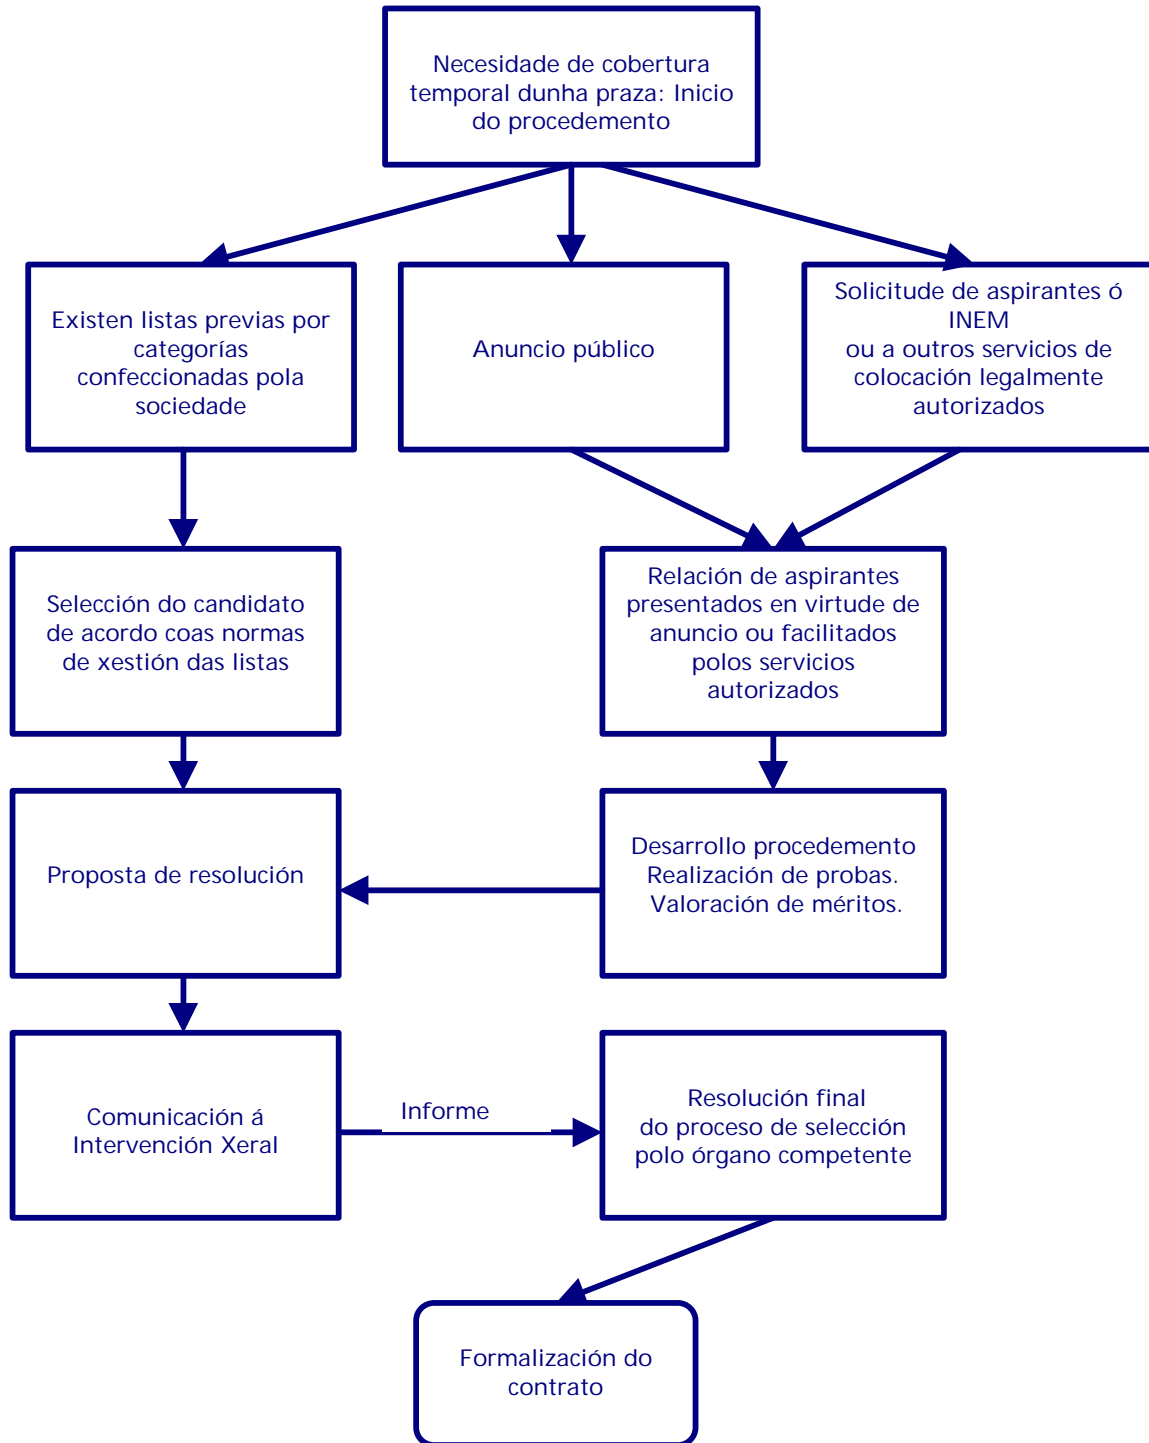 Necesidade de cobertura
temporal dunha praza: Inicio
do procedemento
Existen listas previas por
categorías
confeccionadas pola
sociedade
Anuncio público
Solicitude de aspirantes ó
INEM
ou a outros servicios de
colocación legalmente
autorizados
Selección do candidato
de acordo coas normas
de xestión das listas
Relación de aspirantes
presentados en virtude de
anuncio ou facilitados
polos servicios
autorizados
Proposta de resolución
Desarrollo procedemento
Realización de probas.
Valoración de méritos.
Comunicación á
Intervención Xeral
Informe
Resolución final
do proceso de selección
polo órgano competente
Formalización do
contrato